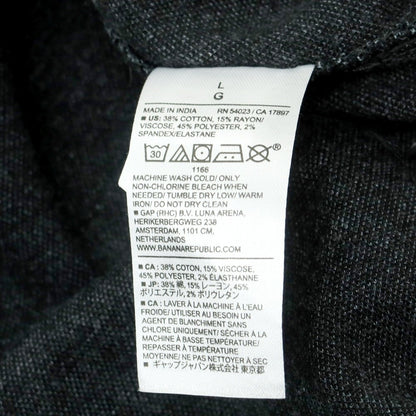 L
G
MADE IN INDIA RN 54023 / CA 17897
■ US: 38% COTTON, 15% RAYON/
VISCOSE, 45% POLYESTER, 2%
SPANDEX/ELASTANE
30
1166
MACHINE WASH COLD/ ONLY
NON-CHLORINE BLEACH WHEN
NEEDED/ TUMBLE DRY LOW/ WARM
IRON/ DO NOT DRY CLEAN
■ GAP (RHC) B.V. LUNA ARENA,
HERIKERBERGWEG 238
AMSTERDAM, 1101 CM,
NETHERLANDS
WWW.BANANAREPUBLIC.COM
■ CA : 38% COTON, 15% VISCOSE,
45% POLYESTER, 2% ÉLASTHANNE
■ JP: 38% 綿, 15% レーヨン, 45%
ポリエステル, 2% ポリウレタン
■ CA: LAVER À LA MACHINE À L'EAU
FROIDE/ UTILISER AU BESOIN UN
AGENT DE BLANCHIMENT SANS
CHLORE UNIQUEMENT/ SÉCHER À LA
MACHINE À BASSE TEMPÉRATURE/
REPASSER À TEMPÉRATURE
MOYENNE/ NE PAS NETTOYER À SEC
■ ギャップジャパン株式会社 東京都